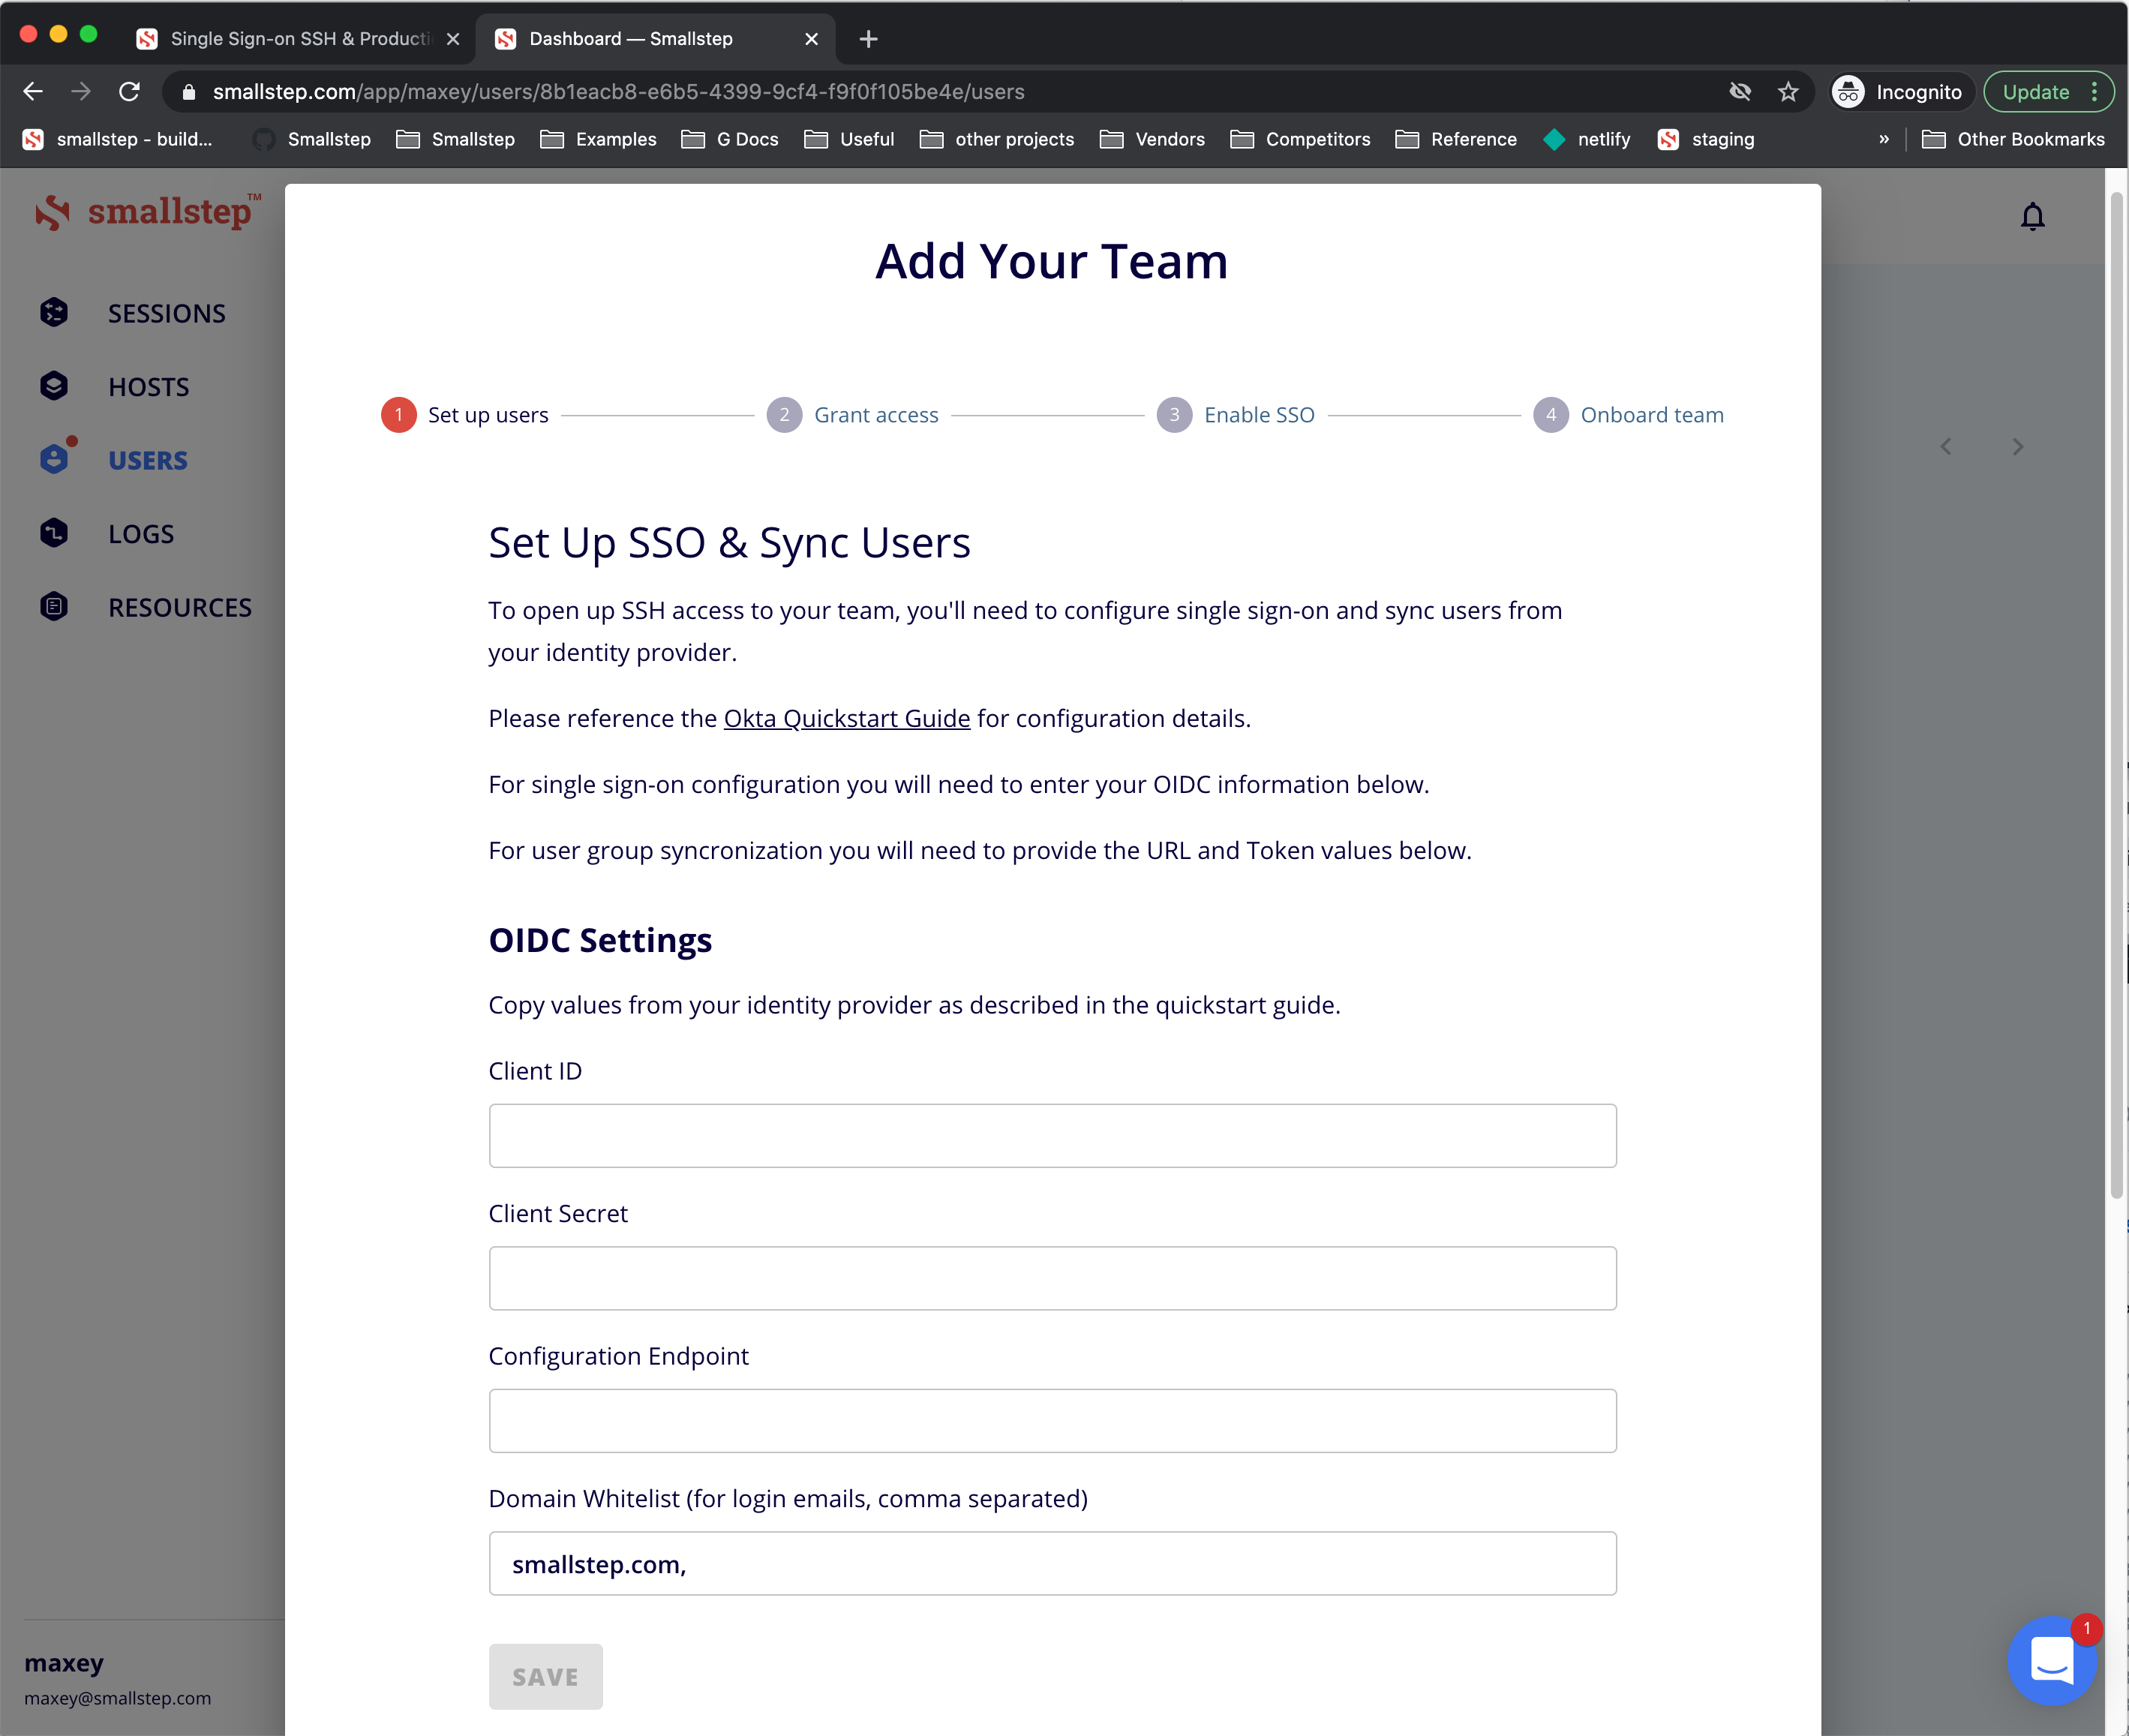 Single Sign-on SSH & Producti
Dashboard — Smallstep
smallstep.com/app/maxey/users/8b1eacb8-e6b5-4399-9cf4-f9f0f105be4e/users
Incognito
Update
smallstep - build...
Smallstep
Smallstep
Examples
G Docs
Useful
other projects
Vendors
Competitors
Reference
netlify
staging
»
Other Bookmarks
smallstep™
SESSIONS
HOSTS
USERS
LOGS
RESOURCES
maxey
maxey@smallstep.com
Add Your Team
1 Set up users
2 Grant access
3 Enable SSO
4 Onboard team
Set Up SSO & Sync Users
To open up SSH access to your team, you'll need to configure single sign-on and sync users from
your identity provider.
Please reference the Okta Quickstart Guide for configuration details.
For single sign-on configuration you will need to enter your OIDC information below.
For user group syncronization you will need to provide the URL and Token values below.
OIDC Settings
Copy values from your identity provider as described in the quickstart guide.
Client ID
Client Secret
Configuration Endpoint
Domain Whitelist (for login emails, comma separated)
smallstep.com,
SAVE
1